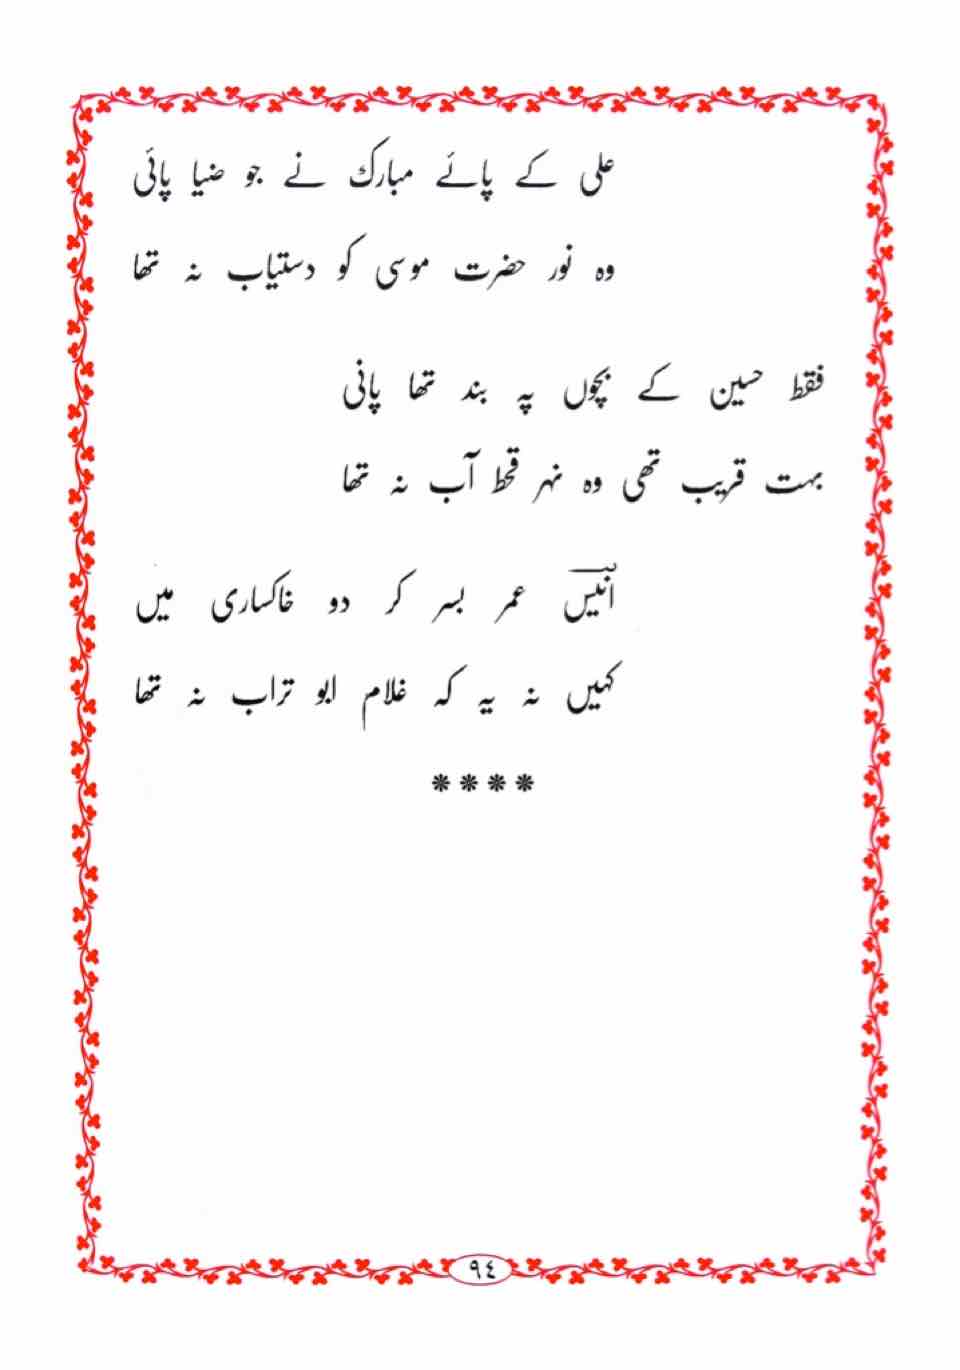 علی کے پائے مبارک نے جو ضیا پائی
وہ نور حضرت موسی کو دستیاب نہ تھا
فقط حسین کے بچوں پہ بند تھا پانی
بہت قریب تھی وہ نہر قحط آب نہ تھا
انیسؔ عمر بسر کر دو خاکساری میں
کہیں نہ یہ کہ غلام ابو تراب نہ تھا
****
٩٤